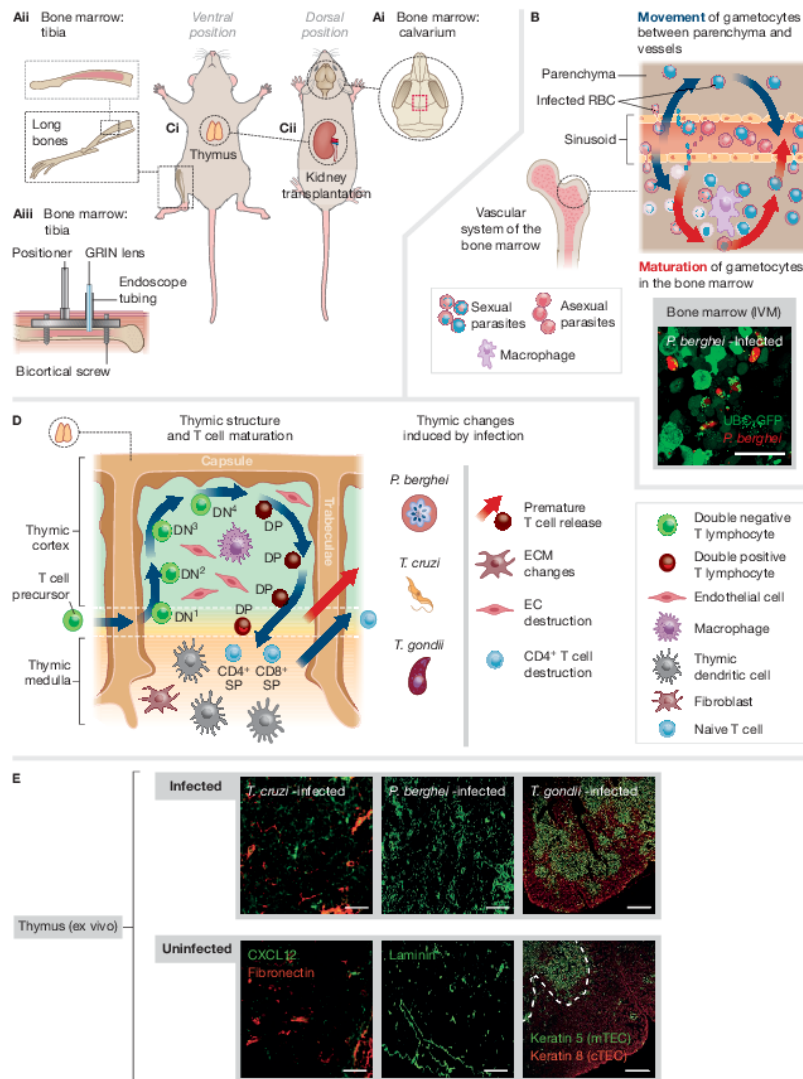 Aii Bone marrow:
tibia
Ventral
position
Dorsal
position
Ai Bone marrow:
calvarium
Long
bones
Ci
Thymus
Cii
Kidney
transplantation
Aiii Bone marrow:
tibia
Positioner
GRIN lens
Endoscope
tubing
Bicortical screw
B
Movement of gametocytes
between parenchyma and
vessels
Parenchyma
Infected RBC
Sinusoid
Vascular
system of the
bone marrow
Maturation of gametocytes
in the bone marrow
Sexual
parasites
Asexual
parasites
Macrophage
Bone marrow (IVM)
P. berghei -Infected
UBC-GFP
P. berghei
D
Thymic structure
and T cell maturation
Thymic changes
induced by infection
Capsule
Trabeculae
Thymic
cortex
T cell
precursor
Thymic
medulla
DN1
DN2
DN3
DN4
DP
DP
DP
DP
CD4+
SP
CD8+
SP
P. berghei
T. cruzi
T. gondii
Premature
T cell release
ECM
changes
EC
destruction
CD4+ T cell
destruction
Double negative
T lymphocyte
Double positive
T lymphocyte
Endothelial cell
Macrophage
Thymic
dendritic cell
Fibroblast
Naive T cell
E
Thymus (ex vivo)
Infected
T. cruzi -infected
P. berghei -infected
T. gondii -infected
Uninfected
CXCL12
Fibronectin
Laminin
Keratin 5 (mTEC)
Keratin 8 (cTEC)